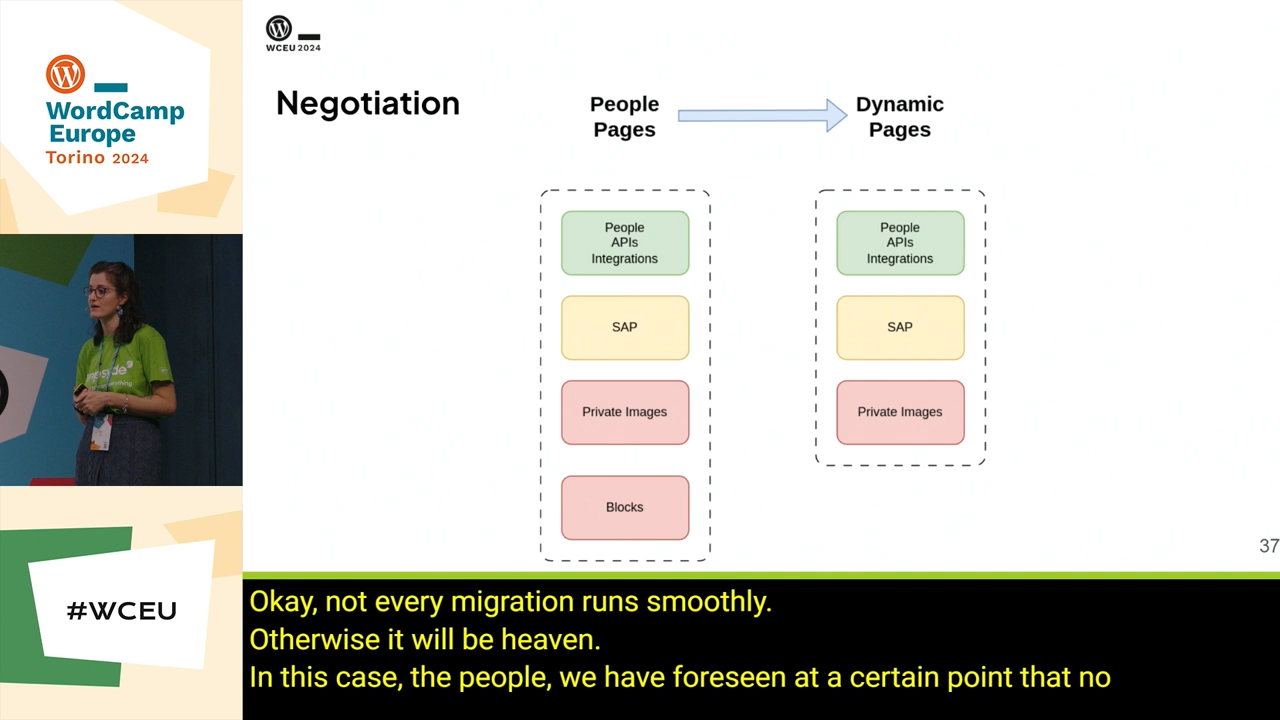 WordCamp
Europe
Torino 2024
#WCEU
WCEU 2024
Negotiation
People
Pages
Dynamic
Pages
People
APIs
Integrations
SAP
Private Images
Blocks
People
APIs
Integrations
SAP
Private Images
37
Okay, not every migration runs smoothly.
Otherwise it will be heaven.
In this case, the people, we have foreseen at a certain point that no